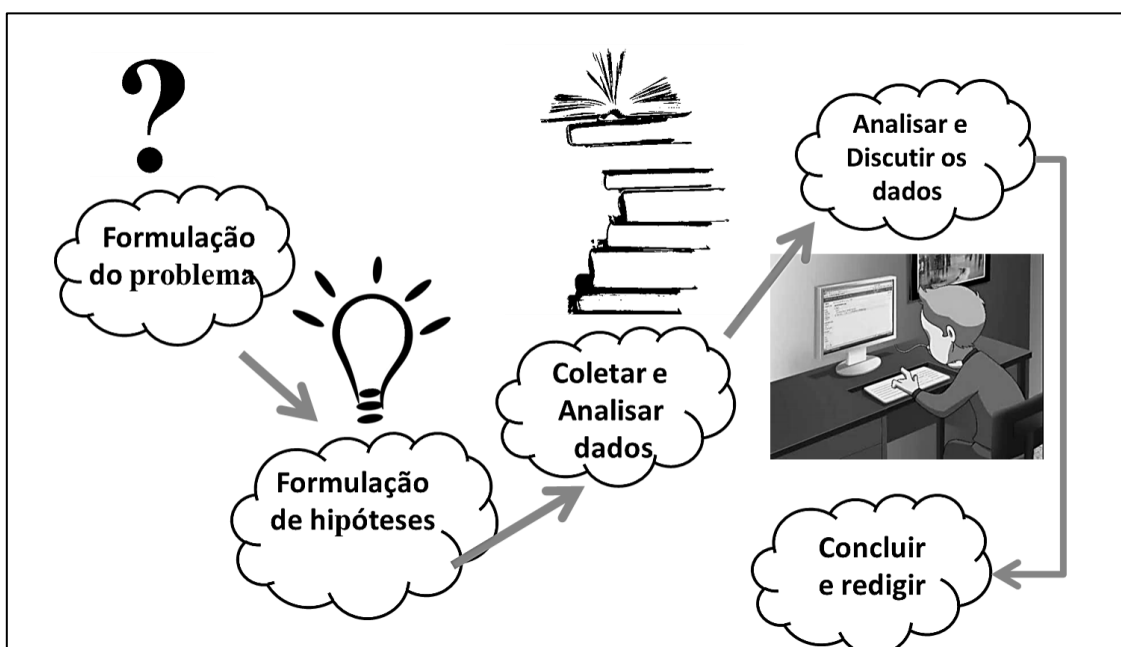 ?
Formulação
do problema
Formulação
de hipóteses
Coletar e
Analisar
dados
Analisar e
Discutir os
dados
Concluir
e redigir